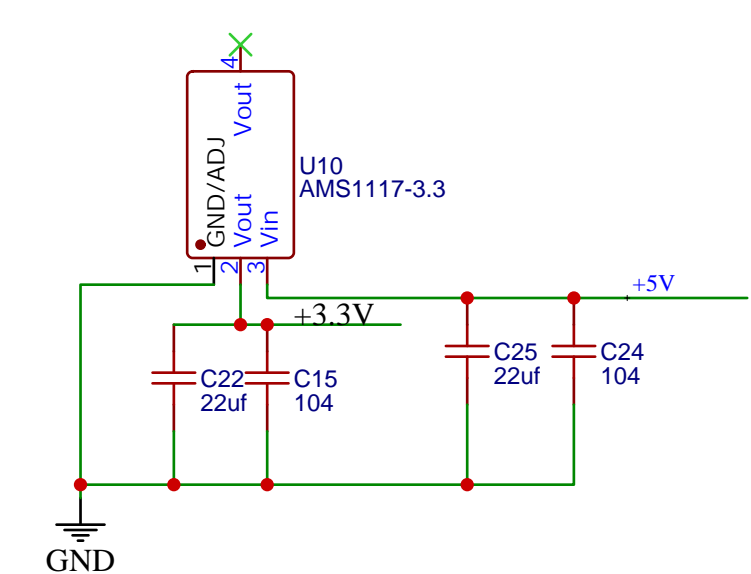 4
Vout
GND/ADJ
Vout
Vin
1
2
3
U10
AMS1117-3.3
+5V
+3.3V
C22
22uf
C15
104
C25
22uf
C24
104
GND